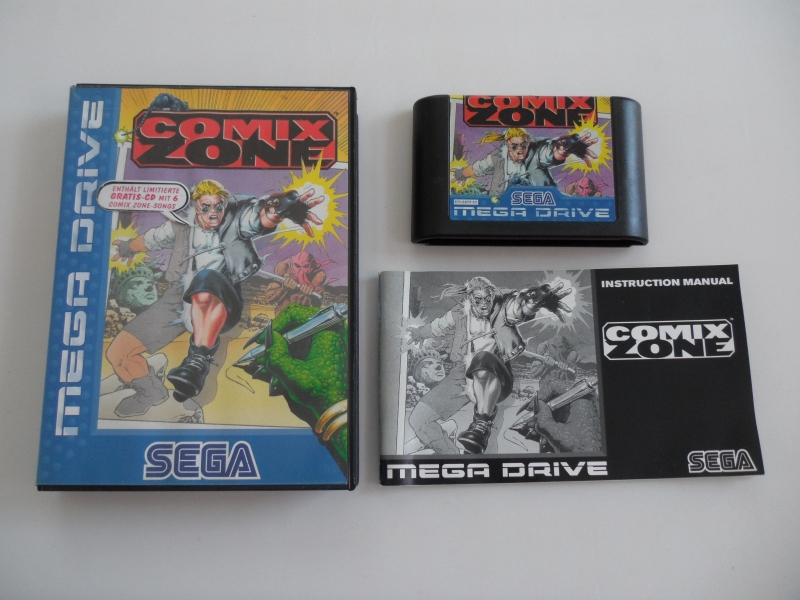 MEGA DRIVE
COMIX
ZONE
ENTHÄLT LIMITIERTE
GRATIS-CD MIT 6
COMIX ZONE-SONGS
SEGA
COMIX
ZONE
SEGA
MEGA DRIVE
INSTRUCTION MANUAL
COMIX
ZONE
MEGA DRIVE
SEGA